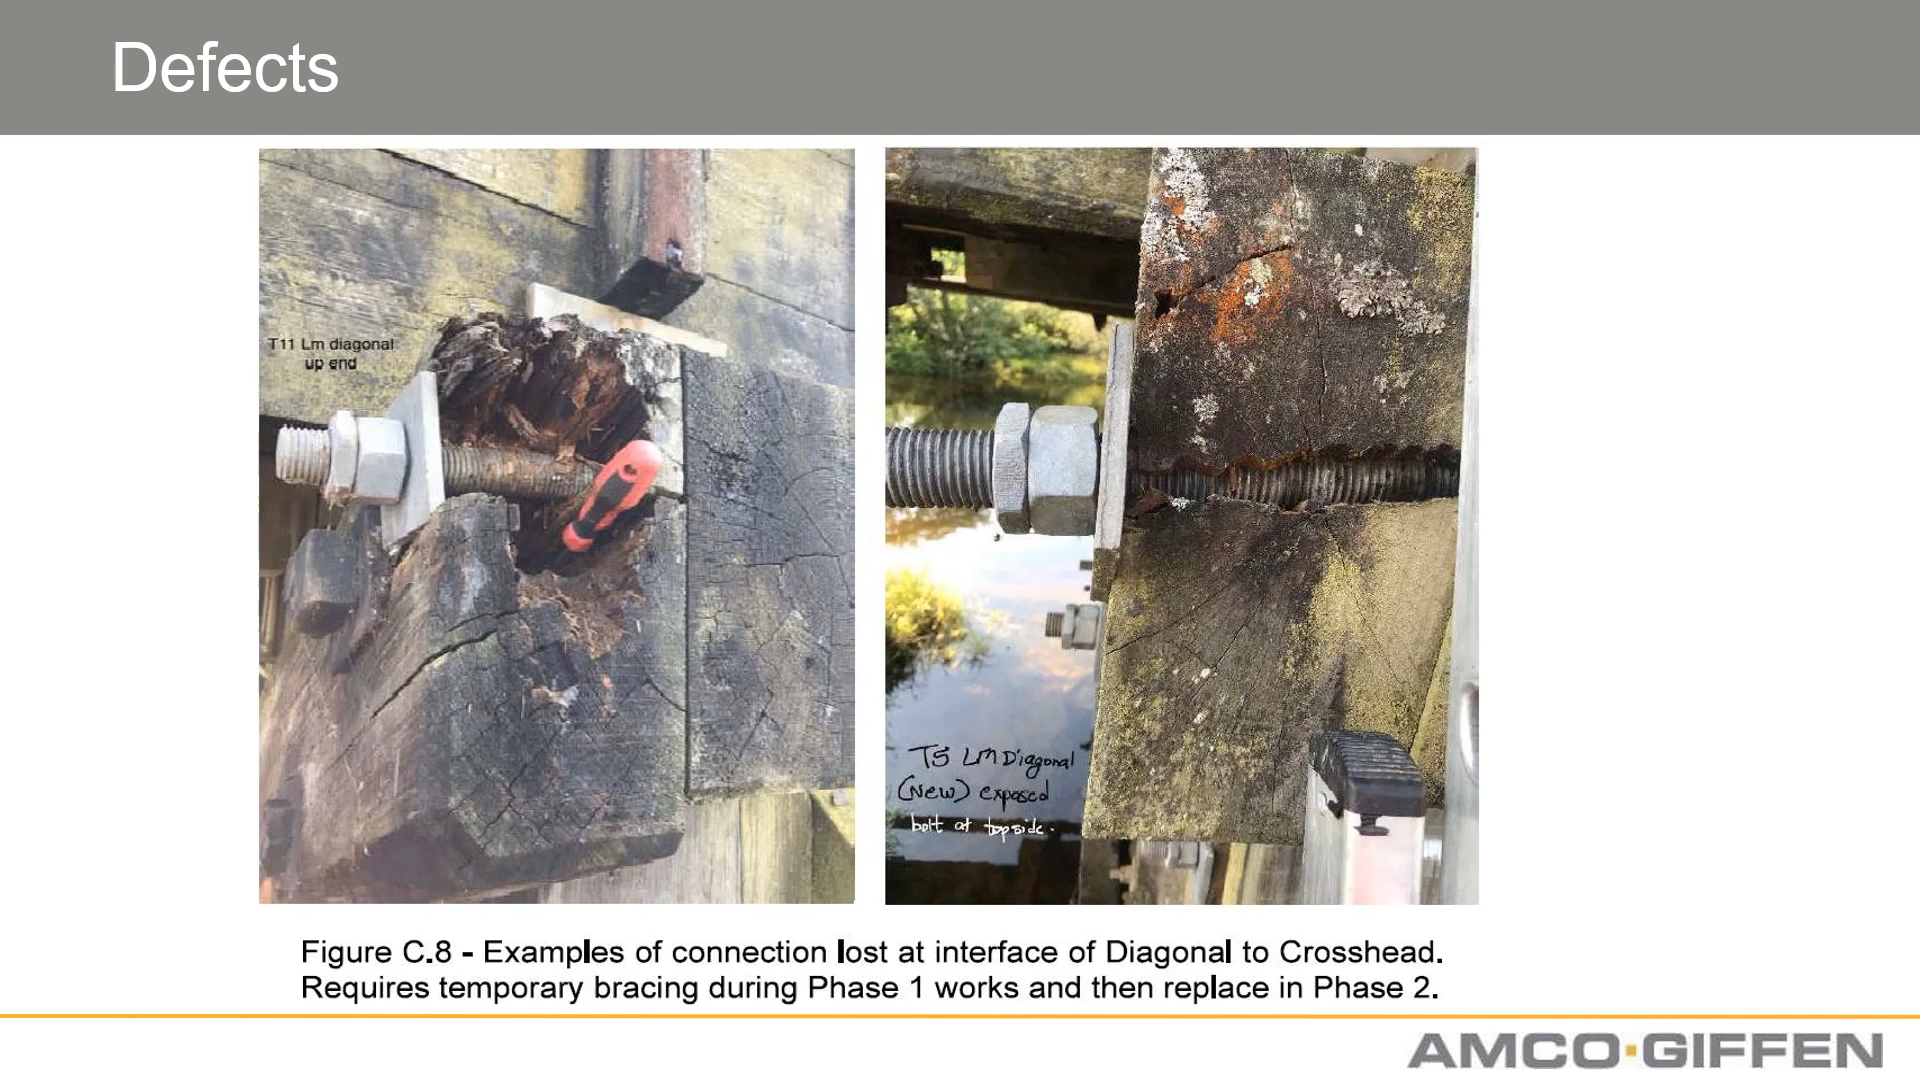 Defects
T11 Lm diagonal
up end
T5 LM Diagonal
(New) exposed
bolt at topside.
Figure C.8 - Examples of connection lost at interface of Diagonal to Crosshead.
Requires temporary bracing during Phase 1 works and then replace in Phase 2.
AMCO·GIFFEN